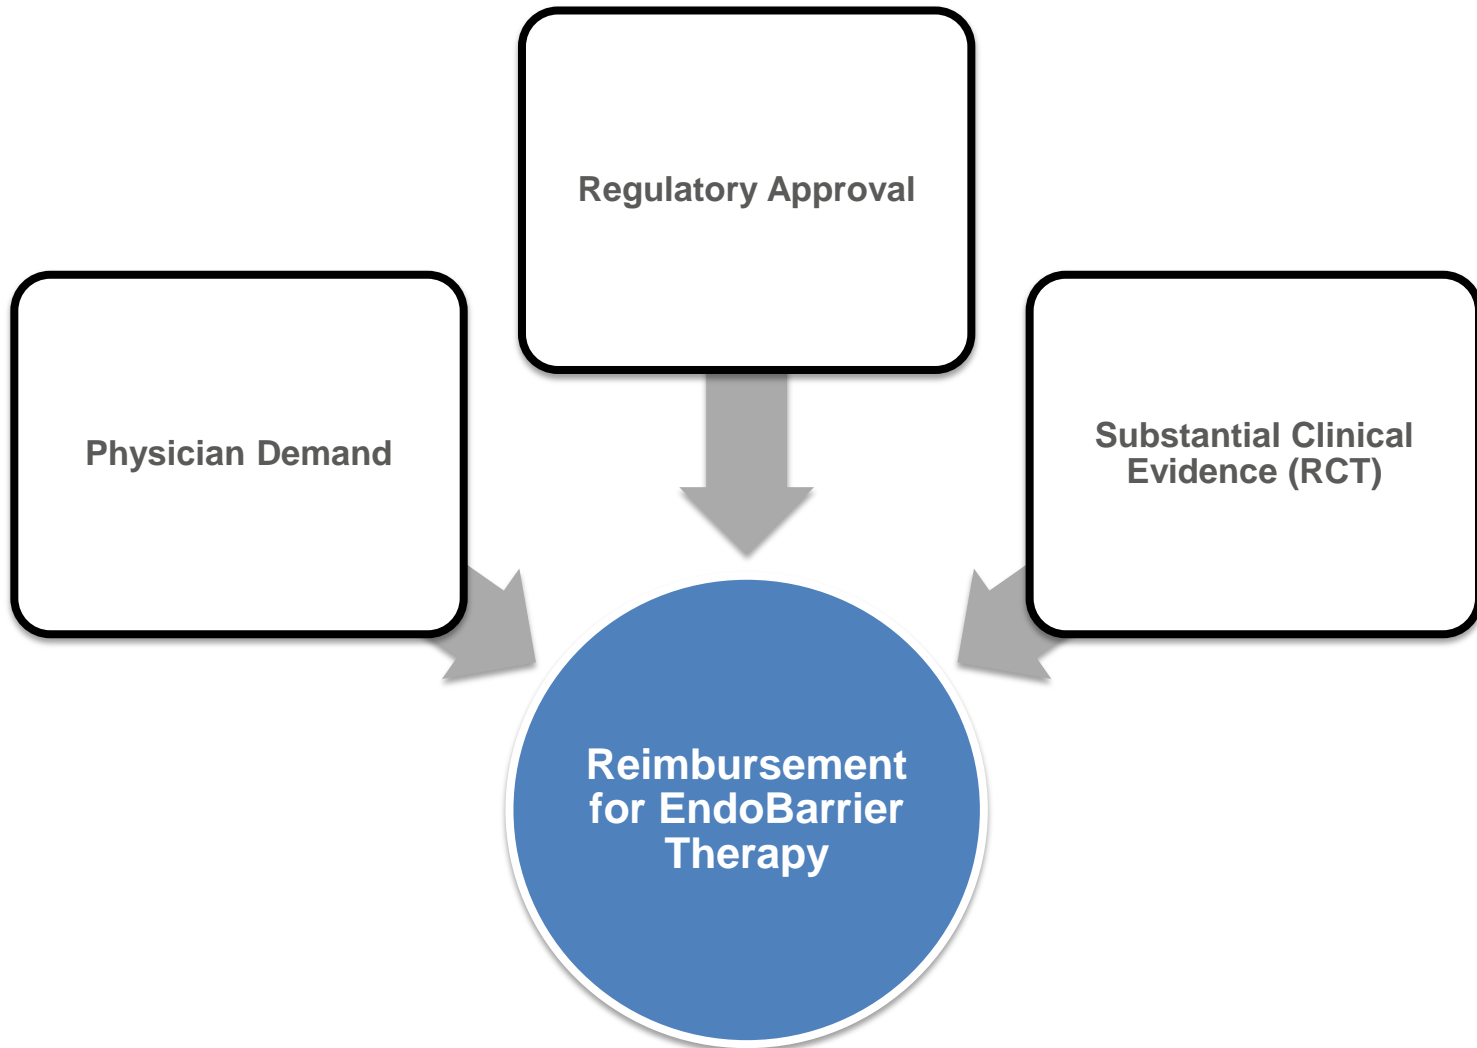 Regulatory Approval
Physician Demand
Substantial Clinical
Evidence (RCT)
Reimbursement
for EndoBarrier
Therapy